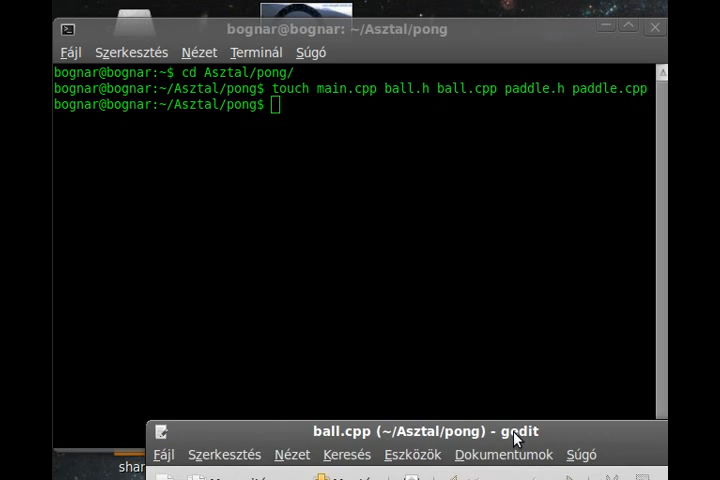 bognar@bognar: ~/Asztal/pong
Fájl Szerkesztés Nézet Terminál Súgó
bognar@bognar:~$ cd Asztal/pong/
bognar@bognar:~/Asztal/pong$ touch main.cpp ball.h ball.cpp paddle.h paddle.cpp
bognar@bognar:~/Asztal/pong$
ball.cpp (~/Asztal/pong) - gedit
Fájl Szerkesztés Nézet Keresés Eszközök Dokumentumok Súgó
shar